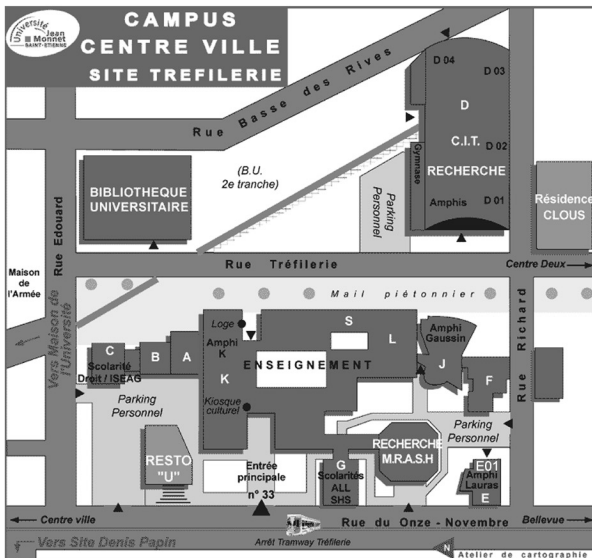 Université
Jean
Monnet
SAINT-ETIENNE
CAMPUS
CENTRE VILLE
SITE TREFILERIE
Rue Basse des Rives
D 04
D 03
D
C.I.T.
D 02
RECHERCHE
Gymnase
Amphis
D 01
(B.U.
2e tranche)
Parking
Personnel
BIBLIOTHEQUE
UNIVERSITAIRE
Résidence
CLOUS
Rue Edouard
Rue Tréfilerie
Centre Deux
Maison
de
l'Armée
Mail piétonnier
Vers Maison de
l'Université
Rue Richard
Loge
S
Amphi
K
L
Amphi
Gaussin
C
Scolarité
Droit / ISEAG
B
A
ENSEIGNEMENT
K
J
F
Kiosque
culturel
Parking
Personnel
Parking
Personnel
RESTO
"U"
Entrée
principale
n° 33
G
Scolarités
ALL
SHS
RECHERCHE
M.R.A.S.H
E01
Amphi
Lauras
E
Centre ville
Rue du Onze - Novembre
Bellevue
Vers Site Denis Papin
Arrêt Tramway Tréfilerie
N
Atelier de cartographie